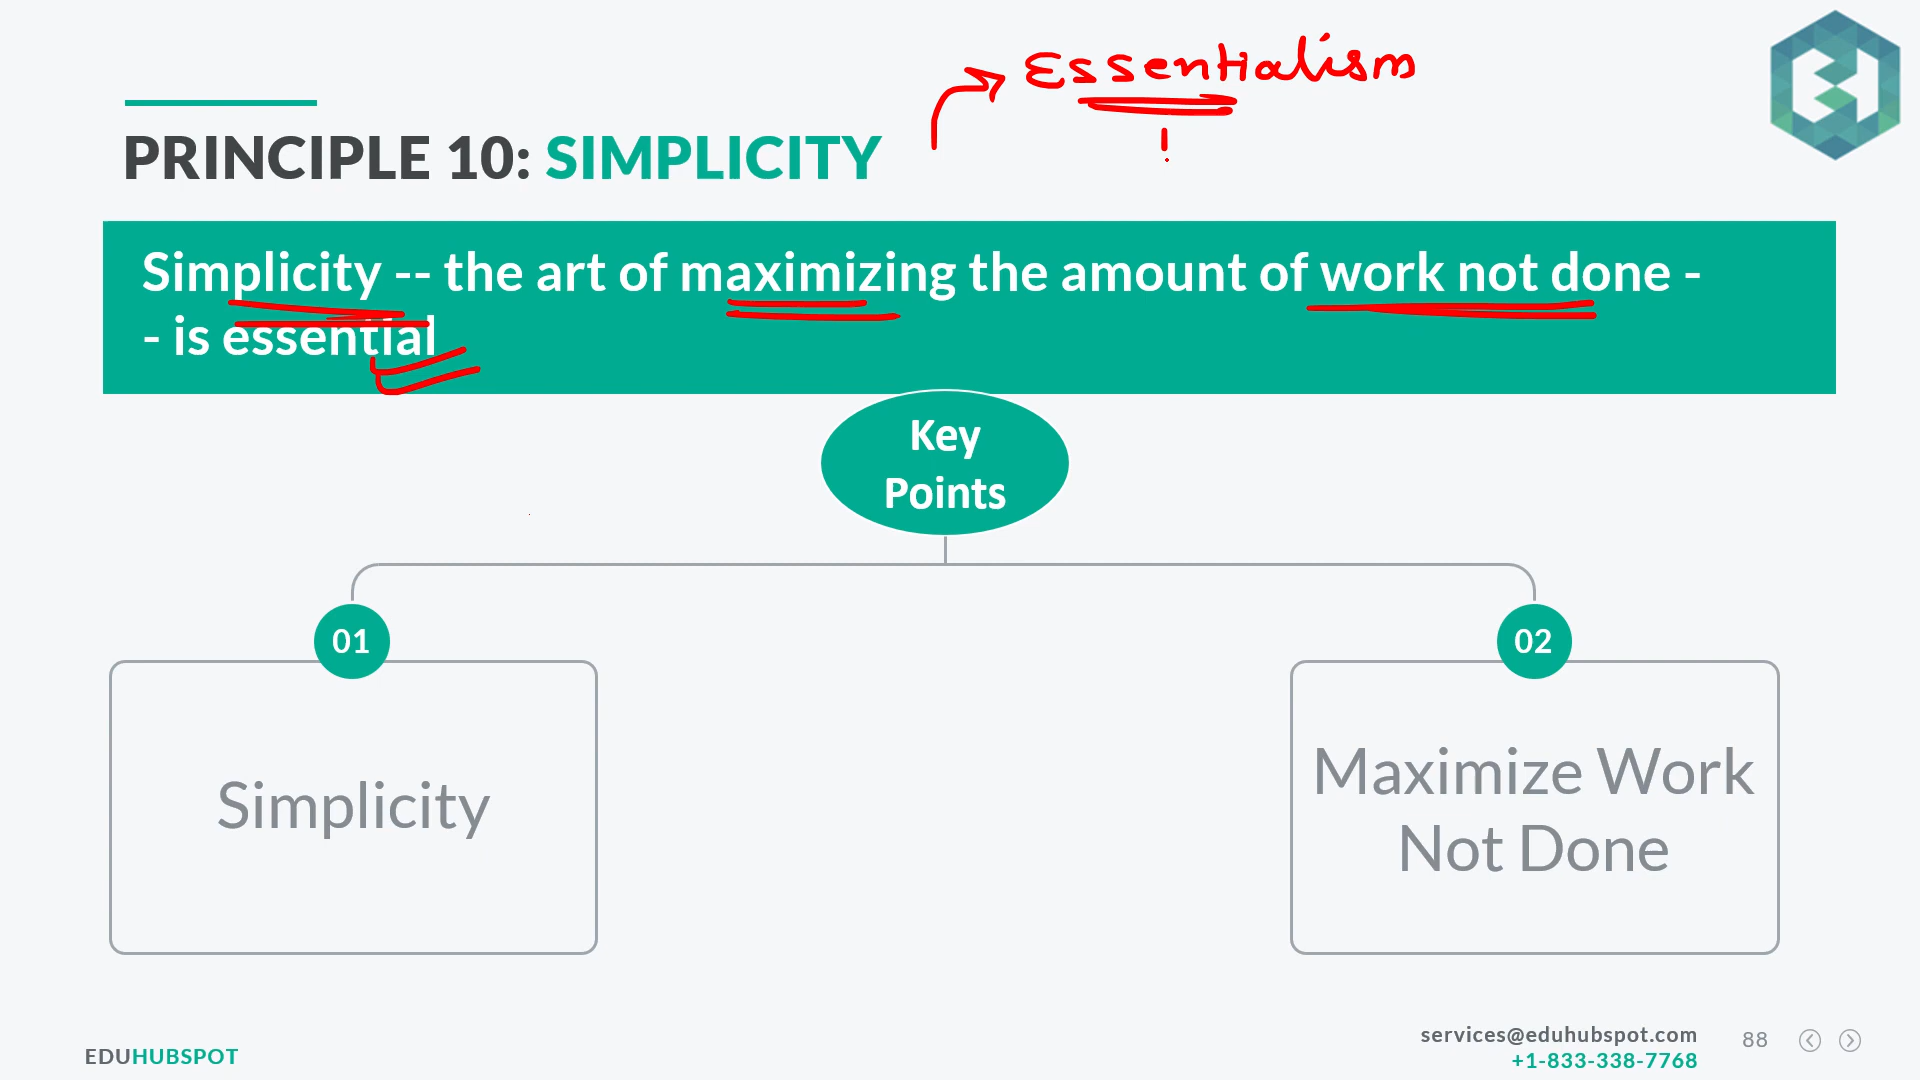 Essentialism
PRINCIPLE 10: SIMPLICITY
Simplicity -- the art of maximizing the amount of work not done -
- is essential
Key
Points
01
Simplicity
02
Maximize Work
Not Done
EDUHUBSPOT
services@eduhubspot.com
+1-833-338-7768
88